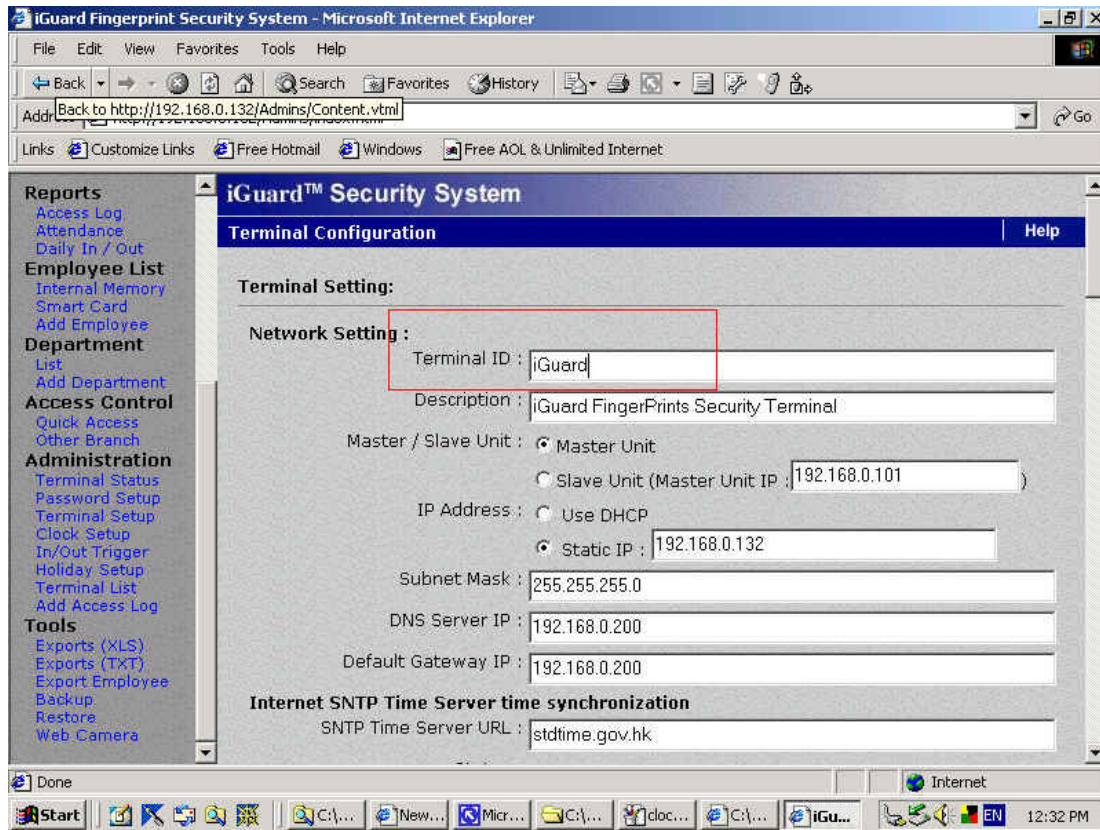 iGuard Fingerprint Security System - Microsoft Internet Explorer
File Edit View Favorites Tools Help
Back Search Favorites History
Back to http://192.168.0.132/Admins/Content.vtml
Go
Links Customize Links Free Hotmail Windows Free AOL & Unlimited Internet
Reports
Access Log
Attendance
Daily In / Out
Employee List
Internal Memory
Smart Card
Add Employee
Department
List
Add Department
Access Control
Quick Access
Other Branch
Administration
Terminal Status
Password Setup
Terminal Setup
Clock Setup
In/Out Trigger
Holiday Setup
Terminal List
Add Access Log
Tools
Exports (XLS)
Exports (TXT)
Export Employee
Backup
Restore
Web Camera
iGuard™ Security System
Terminal Configuration Help
Terminal Setting:
Network Setting :
Terminal ID : iGuard
Description : iGuard FingerPrints Security Terminal
Master / Slave Unit : Master Unit
Slave Unit (Master Unit IP : 192.168.0.101 )
IP Address : Use DHCP
Static IP : 192.168.0.132
Subnet Mask : 255.255.255.0
DNS Server IP : 192.168.0.200
Default Gateway IP : 192.168.0.200
Internet SNTP Time Server time synchronization
SNTP Time Server URL : stdtime.gov.hk
Done Internet
Start C:\... New... Micr... C:\... cloc... C:\... iGu... EN 12:32 PM